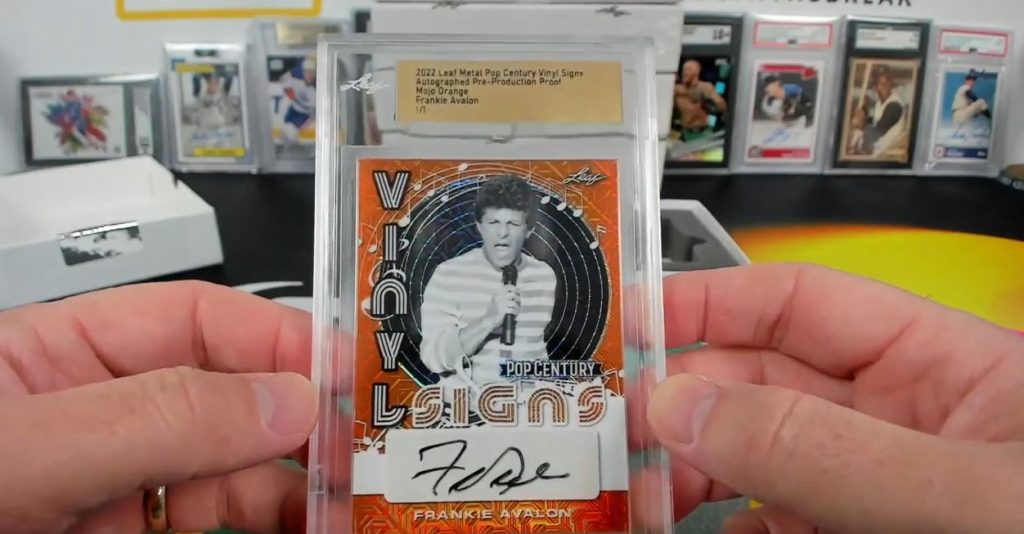 Leaf
2022 Leaf Metal Pop Century Vinyl Signs
Autographed Pre-Production Proof
Mojo Orange
Frankie Avalon
1/1
Leaf
VINYL
POP CENTURY
SIGNS
FRANKIE AVALON